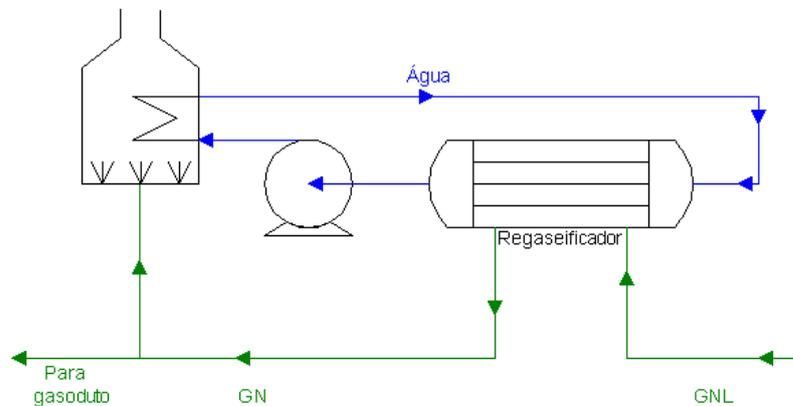 Água
Regaseificador
Para
gasoduto
GN
GNL